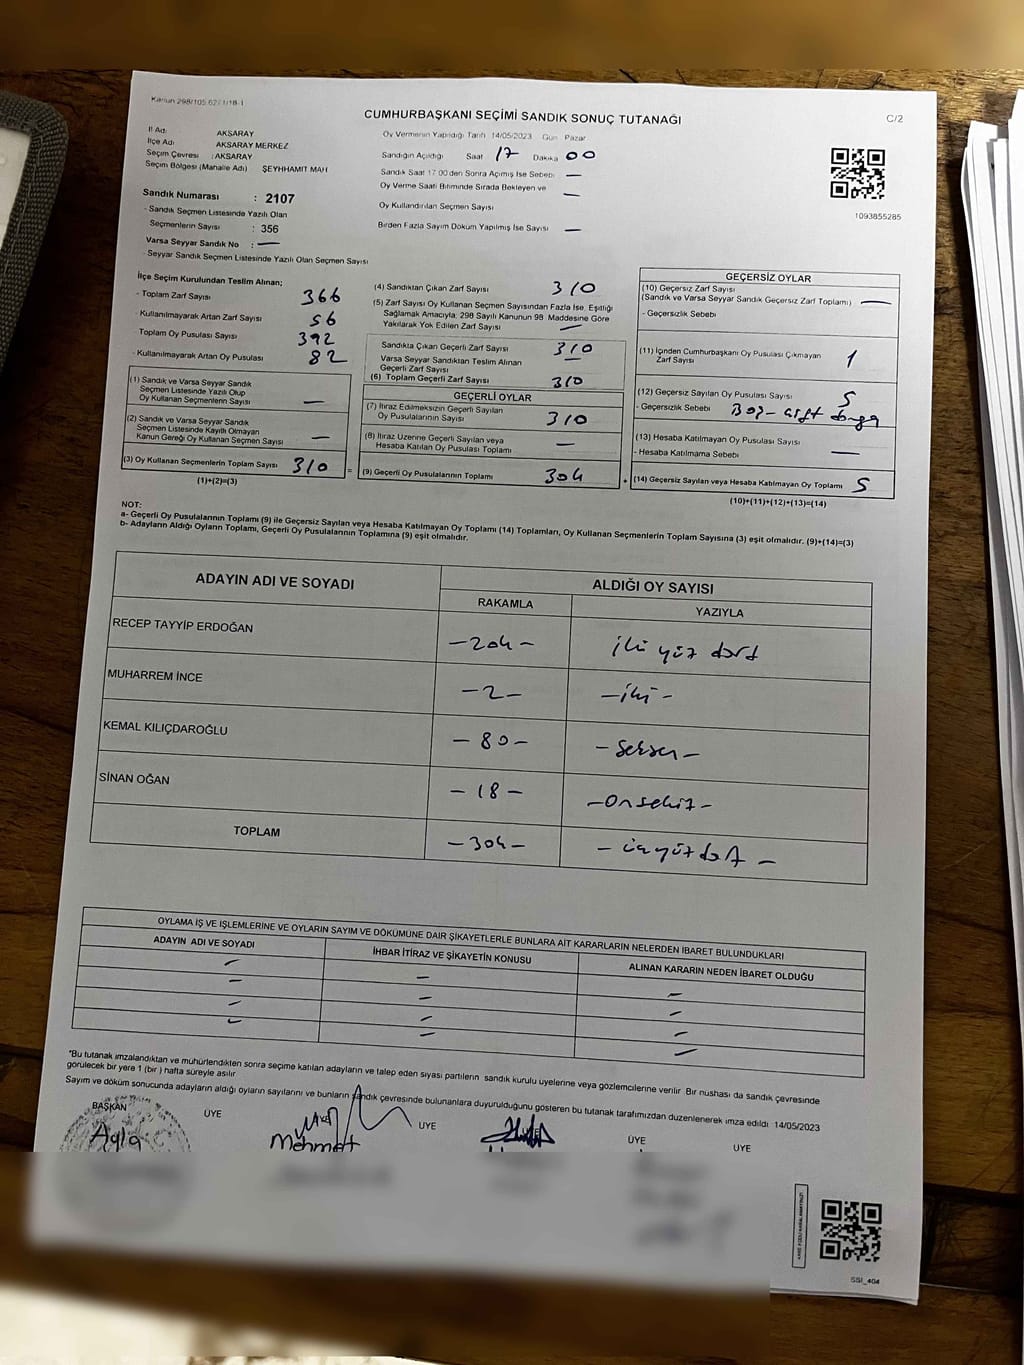 Kanun 298/105.627/1/18-1
CUMHURBAŞKANI SEÇİMİ SANDIK SONUÇ TUTANAĞI
C/2
İl Adı: AKSARAY
İlçe Adı AKSARAY MERKEZ
Seçim Çevresi : AKSARAY
Seçim Bölgesi (Mahalle Adı) ŞEYHHAMİT MAH
Sandık Numarası : 2107
- Sandık Seçmen Listesinde Yazılı Olan
Seçmenlerin Sayısı : 356
Varsa Seyyar Sandık No : —
- Seyyar Sandık Seçmen Listesinde Yazılı Olan Seçmen Sayısı
Oy Vermenin Yapıldığı Tarih 14/05/2023 Gün Pazar
Sandığın Açıldığı Saat 17 Dakika 00
Sandık Saat 17.00'den Sonra Açılmış İse Sebebi —
Oy Verme Saati Bitiminde Sırada Bekleyen ve —
Oy Kullandırılan Seçmen Sayısı
Birden Fazla Sayım Döküm Yapılmış İse Sayısı —
1093855285
İlçe Seçim Kurulundan Teslim Alınan;
- Toplam Zarf Sayısı 366
- Kullanılmayarak Artan Zarf Sayısı 56
- Toplam Oy Pusulası Sayısı 392
- Kullanılmayarak Artan Oy Pusulası 82
(1) Sandık ve Varsa Seyyar Sandık
Seçmen Listesinde Yazılı Olup
Oy Kullanan Seçmenlerin Sayısı —
(2) Sandık ve Varsa Seyyar Sandık
Seçmen Listesinde Kayıtlı Olmayan
Kanun Gereği Oy Kullanan Seçmen Sayısı —
(3) Oy Kullanan Seçmenlerin Toplam Sayısı 310
(1)+(2)=(3)
(4) Sandıktan Çıkan Zarf Sayısı 310
(5) Zarf Sayısı Oy Kullanan Seçmen Sayısından Fazla İse, Eşitliği
Sağlamak Amacıyla; 298 Sayılı Kanunun 98 Maddesine Göre
Yakılarak Yok Edilen Zarf Sayısı —
Sandıkta Çıkan Geçerli Zarf Sayısı 310
Varsa Seyyar Sandıktan Teslim Alınan —
Geçerli Zarf Sayısı
(6) Toplam Geçerli Zarf Sayısı 310
GEÇERLİ OYLAR
(7) İtiraz Edilmeksizin Geçerli Sayılan
Oy Pusulalarının Sayısı 310
(8) İtiraz Üzerine Geçerli Sayılan veya
Hesaba Katılan Oy Pusulası Toplamı —
= (9) Geçerli Oy Pusulalarının Toplamı 304 +
GEÇERSİZ OYLAR
(10) Geçersiz Zarf Sayısı
(Sandık ve Varsa Seyyar Sandık Geçersiz Zarf Toplamı) —
- Geçersizlik Sebebi
(11) İçinden Cumhurbaşkanı Oy Pusulası Çıkmayan
Zarf Sayısı 1
(12) Geçersiz Sayılan Oy Pusulası Sayısı 5
- Geçersizlik Sebebi Boş - çift damga
(13) Hesaba Katılmayan Oy Pusulası Sayısı
- Hesaba Katılmama Sebebi —
(14) Geçersiz Sayılan veya Hesaba Katılmayan Oy Toplamı 5
(10)+(11)+(12)+(13)=(14)
NOT:
a- Geçerli Oy Pusulalarının Toplamı (9) ile Geçersiz Sayılan veya Hesaba Katılmayan Oy Toplamı (14) Toplamları, Oy Kullanan Seçmenlerin Toplam Sayısına (3) eşit olmalıdır. (9)+(14)=(3)
b- Adayların Aldığı Oyların Toplamı, Geçerli Oy Pusulalarının Toplamına (9) eşit olmalıdır.
ADAYIN ADI VE SOYADI ALDIĞI OY SAYISI
RAKAMLA YAZIYLA
RECEP TAYYİP ERDOĞAN -204- iki yüz dört
MUHARREM İNCE -2- -iki-
KEMAL KILIÇDAROĞLU -80- -seksen-
SİNAN OĞAN -18- -onsekiz-
TOPLAM -304- -üçyüzdört-
OYLAMA İŞ VE İŞLEMLERİNE VE OYLARIN SAYIM VE DÖKÜMÜNE DAİR ŞİKAYETLERLE BUNLARA AİT KARARLARIN NELERDEN İBARET BULUNDUKLARI
ADAYIN ADI VE SOYADI İHBAR İTİRAZ VE ŞİKAYETİN KONUSU ALINAN KARARIN NEDEN İBARET OLDUĞU
— — —
— — —
— — —
— — —
*Bu tutanak imzalandıktan ve mühürlendikten sonra seçime katılan adayların ve talep eden siyasi partilerin sandık kurulu üyelerine veya gözlemcilerine verilir. Bir nüshası da sandık çevresinde
görülecek bir yere 1 (bir) hafta süreyle asılır.
Sayım ve döküm sonucunda adayların aldığı oyların sayılarını ve bunların sandık çevresinde bulunanlara duyurulduğunu gösteren bu tutanak tarafımızdan düzenlenerek imza edildi 14/05/2023
BAŞKAN ÜYE ÜYE ÜYE ÜYE ÜYE
Ayla Mehmet
SSI_404